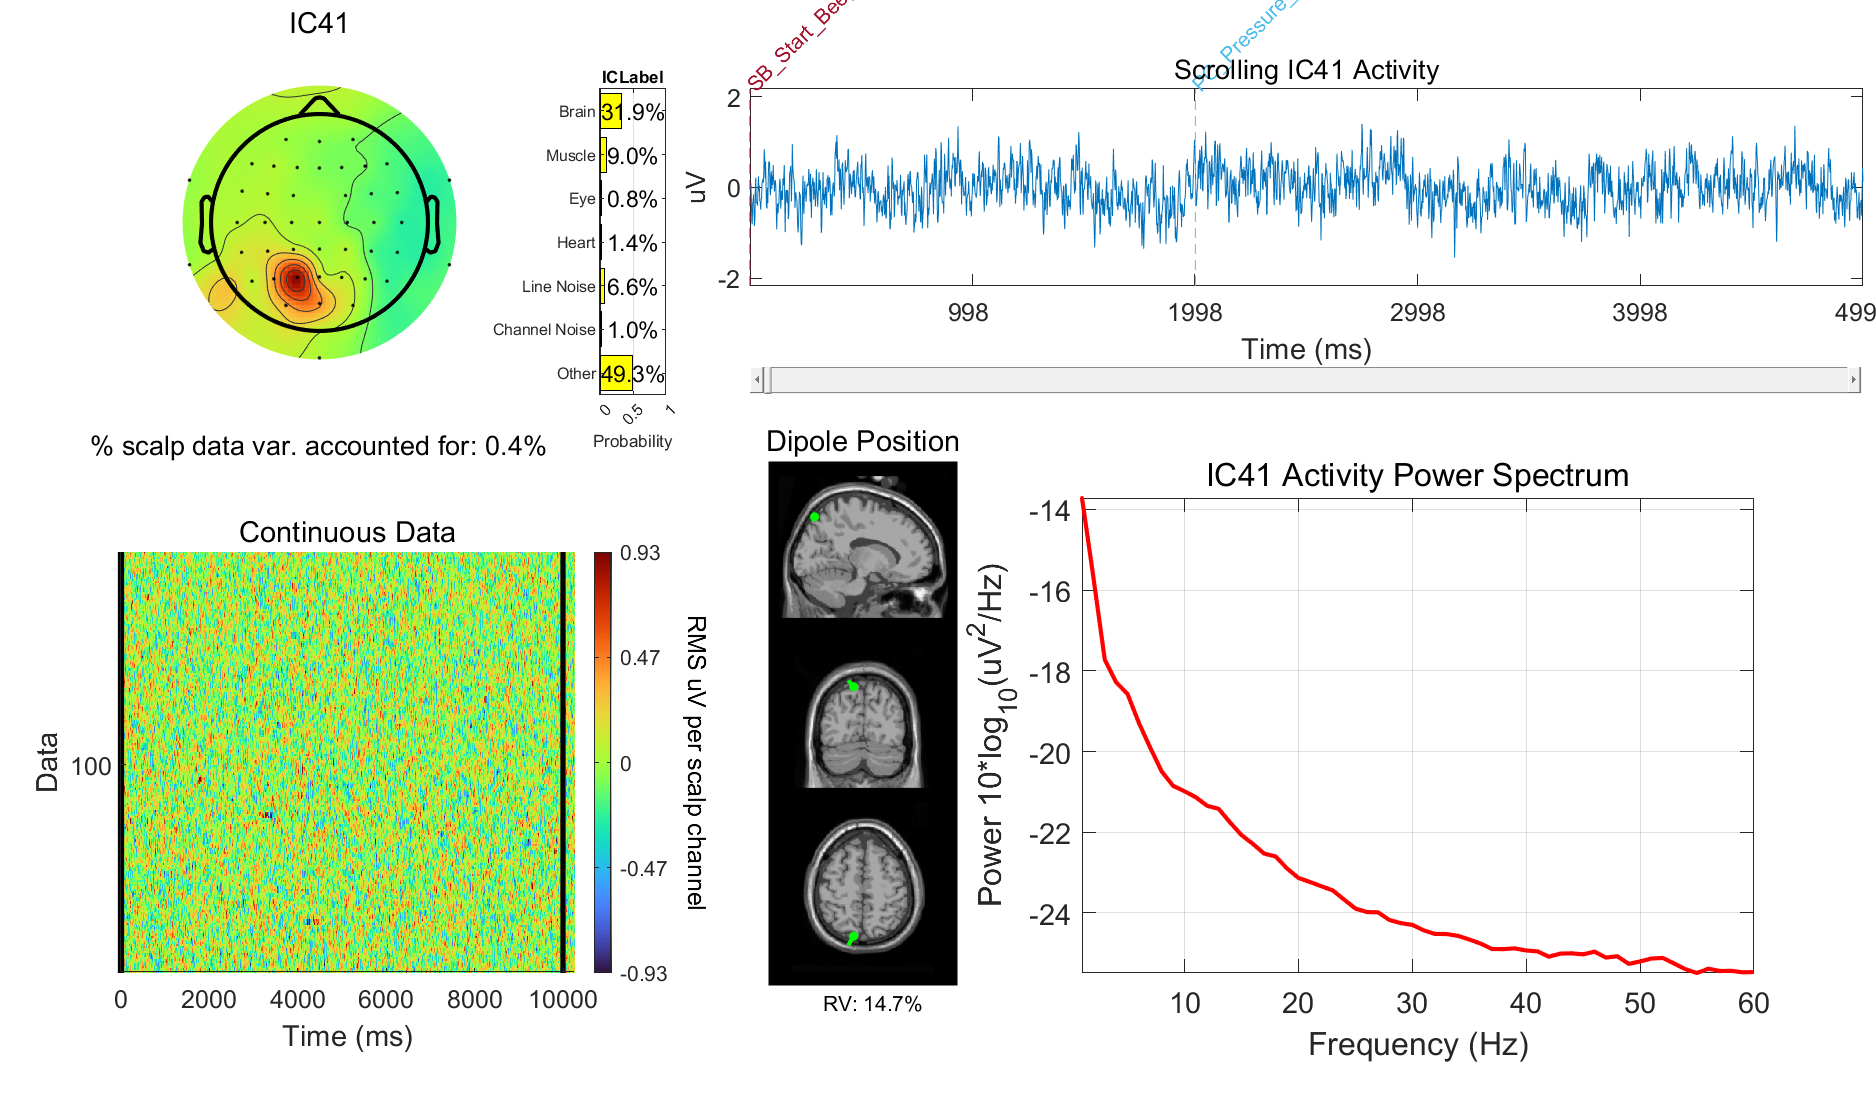 IC41
ICLabel
Brain 31.9%
Muscle 9.0%
Eye 0.8%
Heart 1.4%
Line Noise 6.6%
Channel Noise 1.0%
Other 49.3%
0 0.5 1
Probability
% scalp data var. accounted for: 0.4%
SB_Start_Bee
Pressure_
Scrolling IC41 Activity
2
0
-2
uV
998 1998 2998 3998 499
Time (ms)
Continuous Data
Data
100
0 2000 4000 6000 8000 10000
Time (ms)
0.93
0.47
0
-0.47
-0.93
RMS uV per scalp channel
Dipole Position
RV: 14.7%
IC41 Activity Power Spectrum
Power 10*log10(uV2/Hz)
-14
-16
-18
-20
-22
-24
10 20 30 40 50 60
Frequency (Hz)